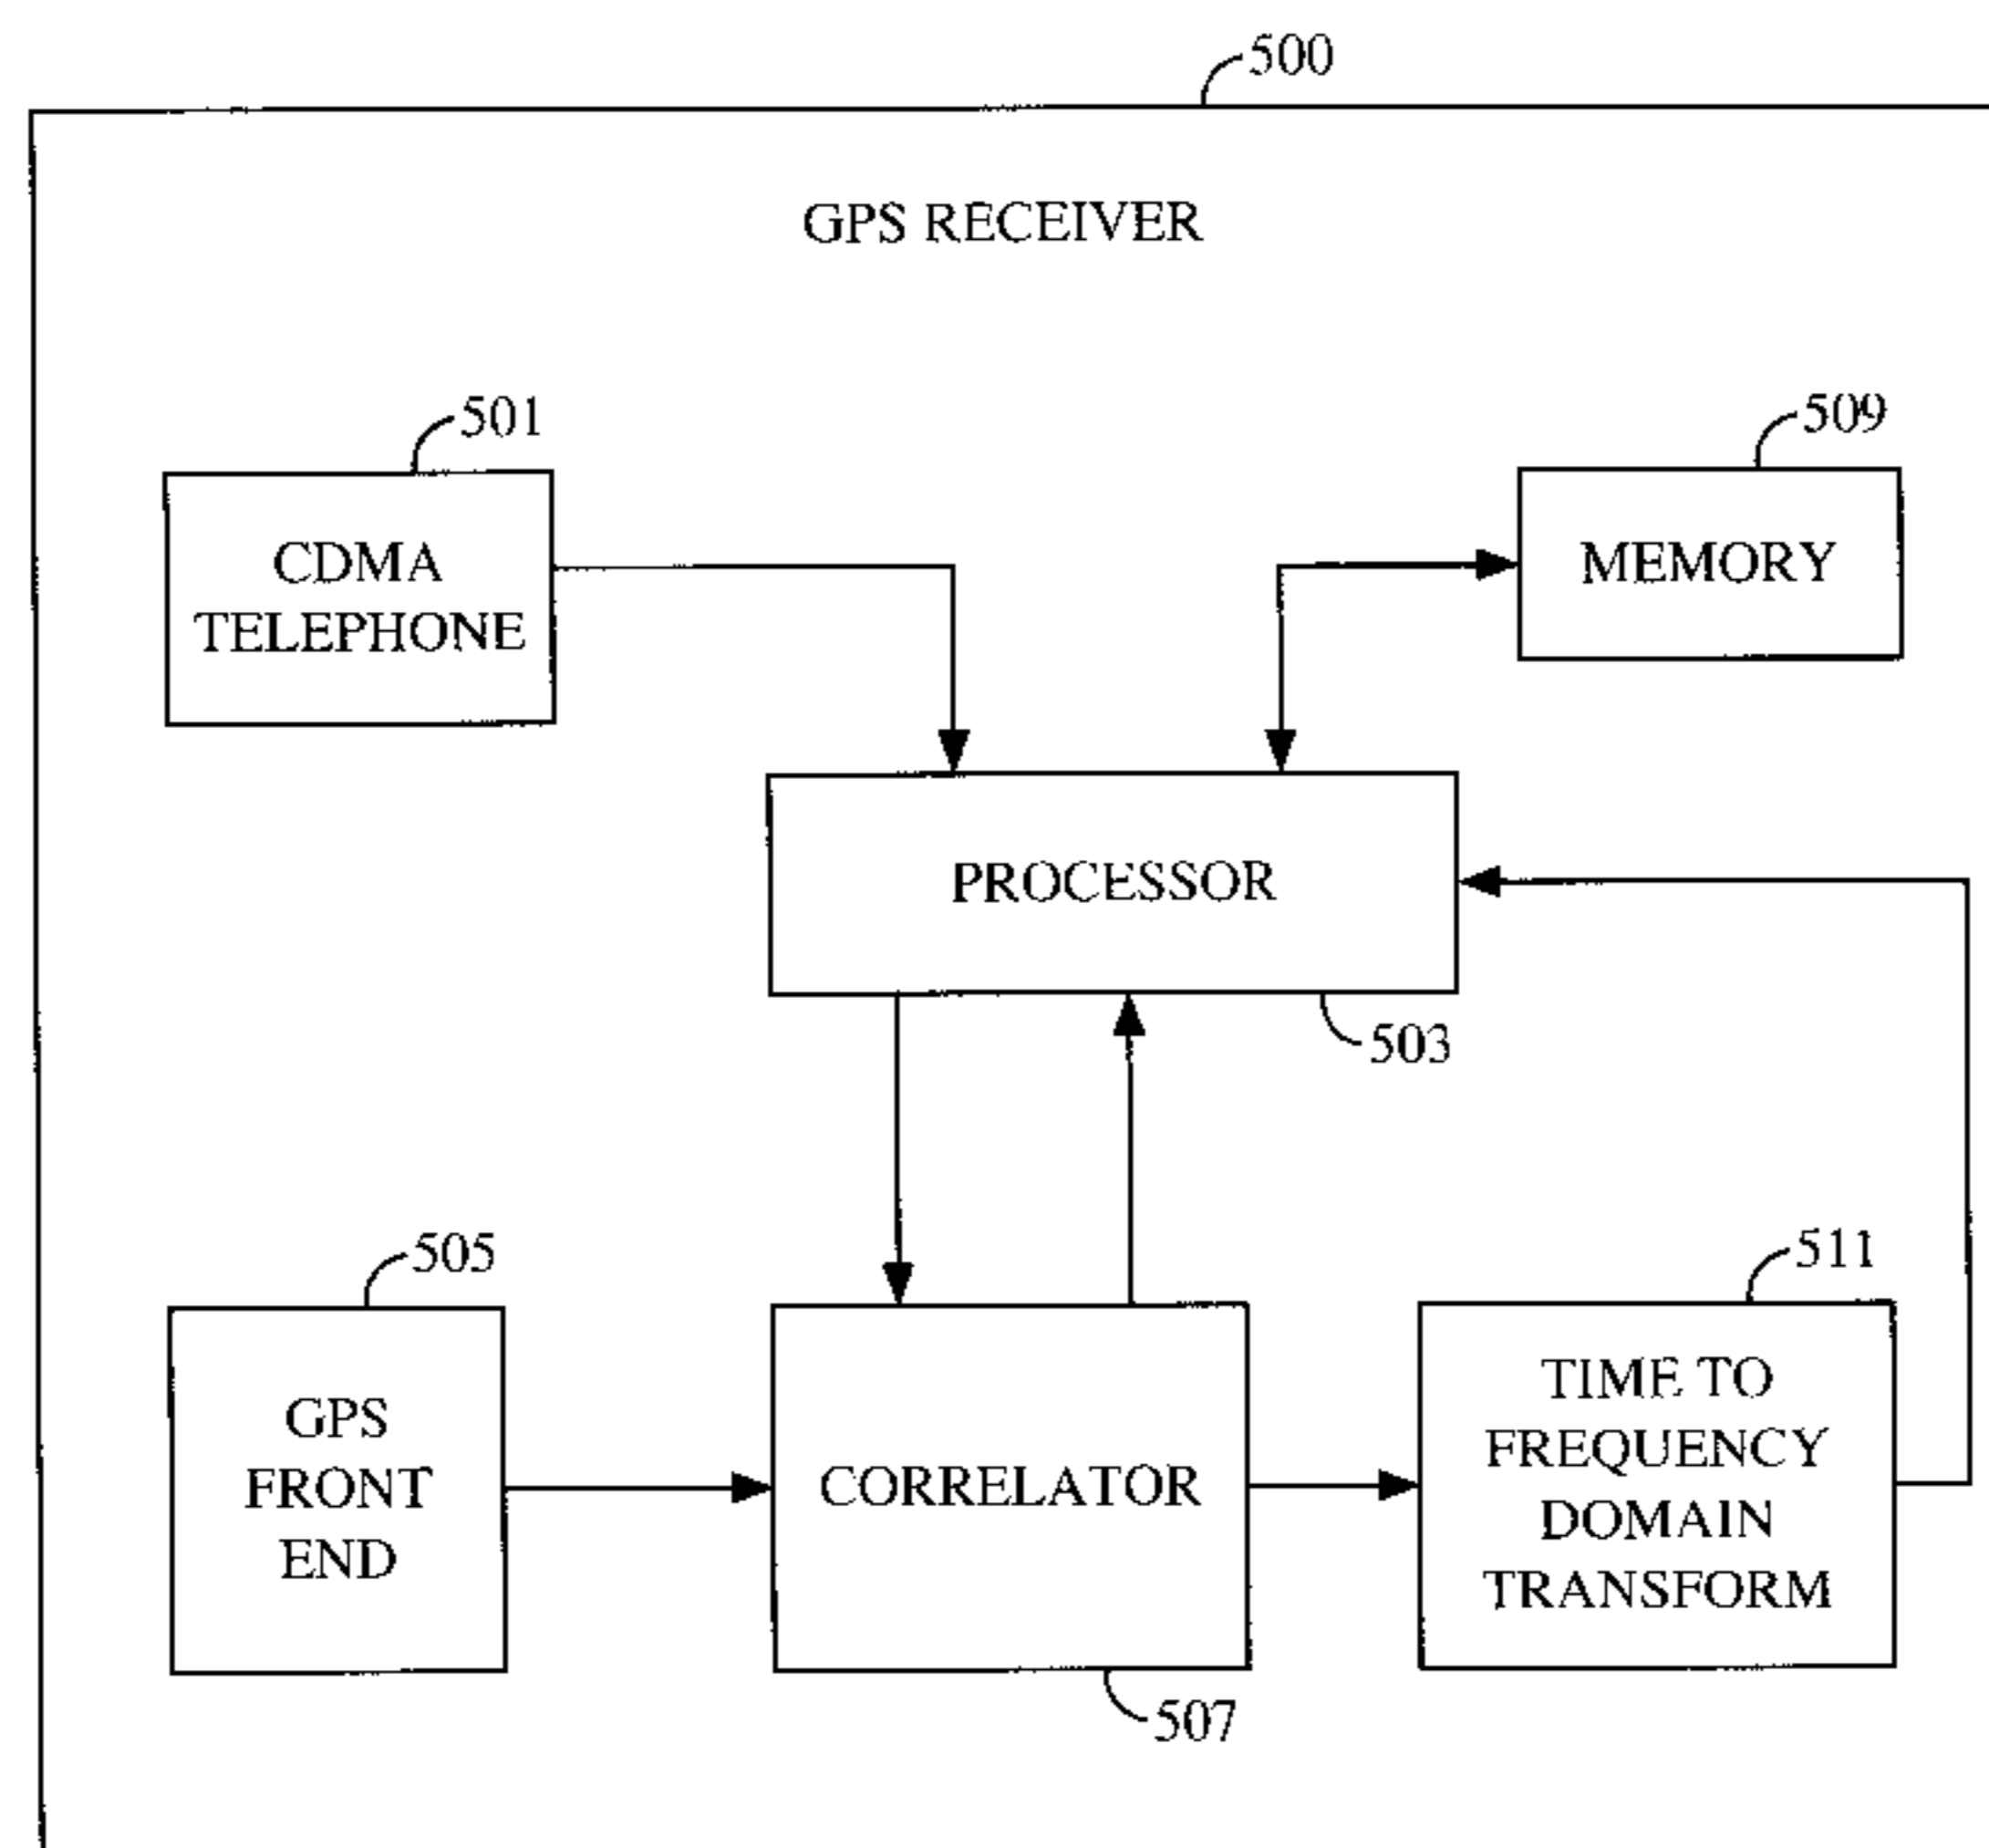 500
GPS RECEIVER
501
509
CDMA
TELEPHONE
MEMORY
PROCESSOR
503
505
511
GPS
FRONT
END
CORRELATOR
TIME TO
FREQUENCY
DOMAIN
TRANSFORM
507